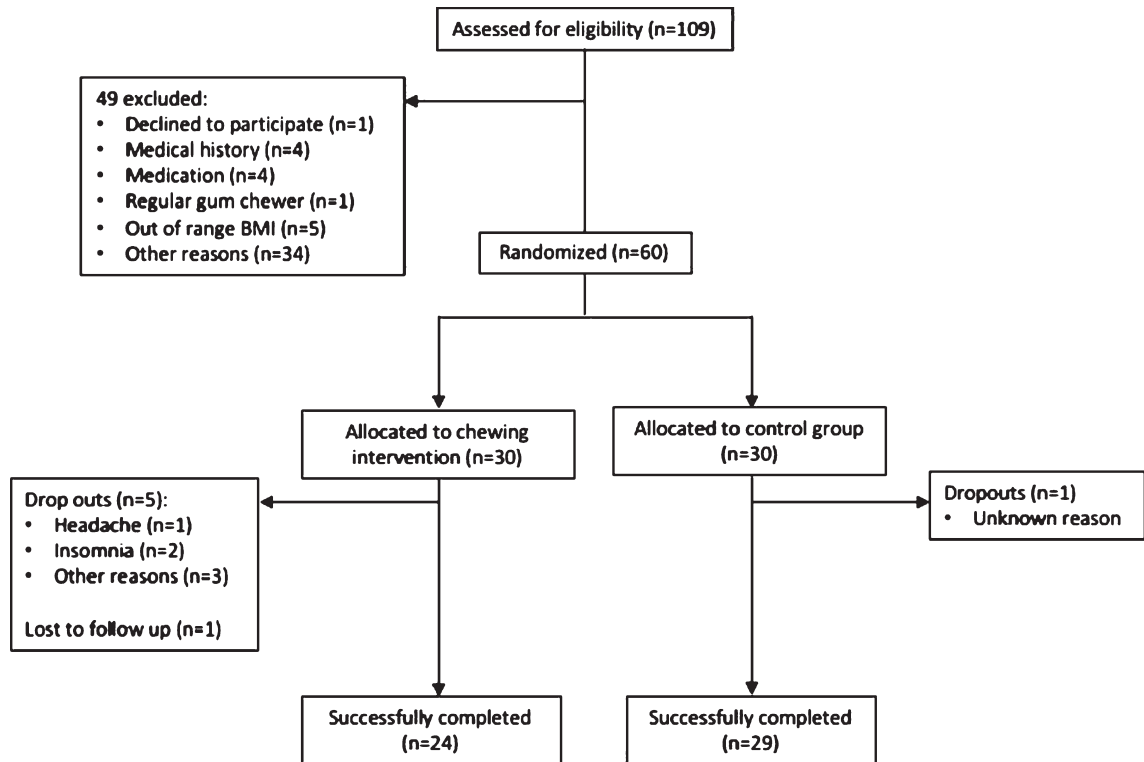 Assessed for eligibility (n=109)
49 excluded:
• Declined to participate (n=1)
• Medical history (n=4)
• Medication (n=4)
• Regular gum chewer (n=1)
• Out of range BMI (n=5)
• Other reasons (n=34)
Randomized (n=60)
Allocated to chewing
intervention (n=30)
Allocated to control group
(n=30)
Drop outs (n=5):
• Headache (n=1)
• Insomnia (n=2)
• Other reasons (n=3)
Lost to follow up (n=1)
Dropouts (n=1)
• Unknown reason
Successfully completed
(n=24)
Successfully completed
(n=29)